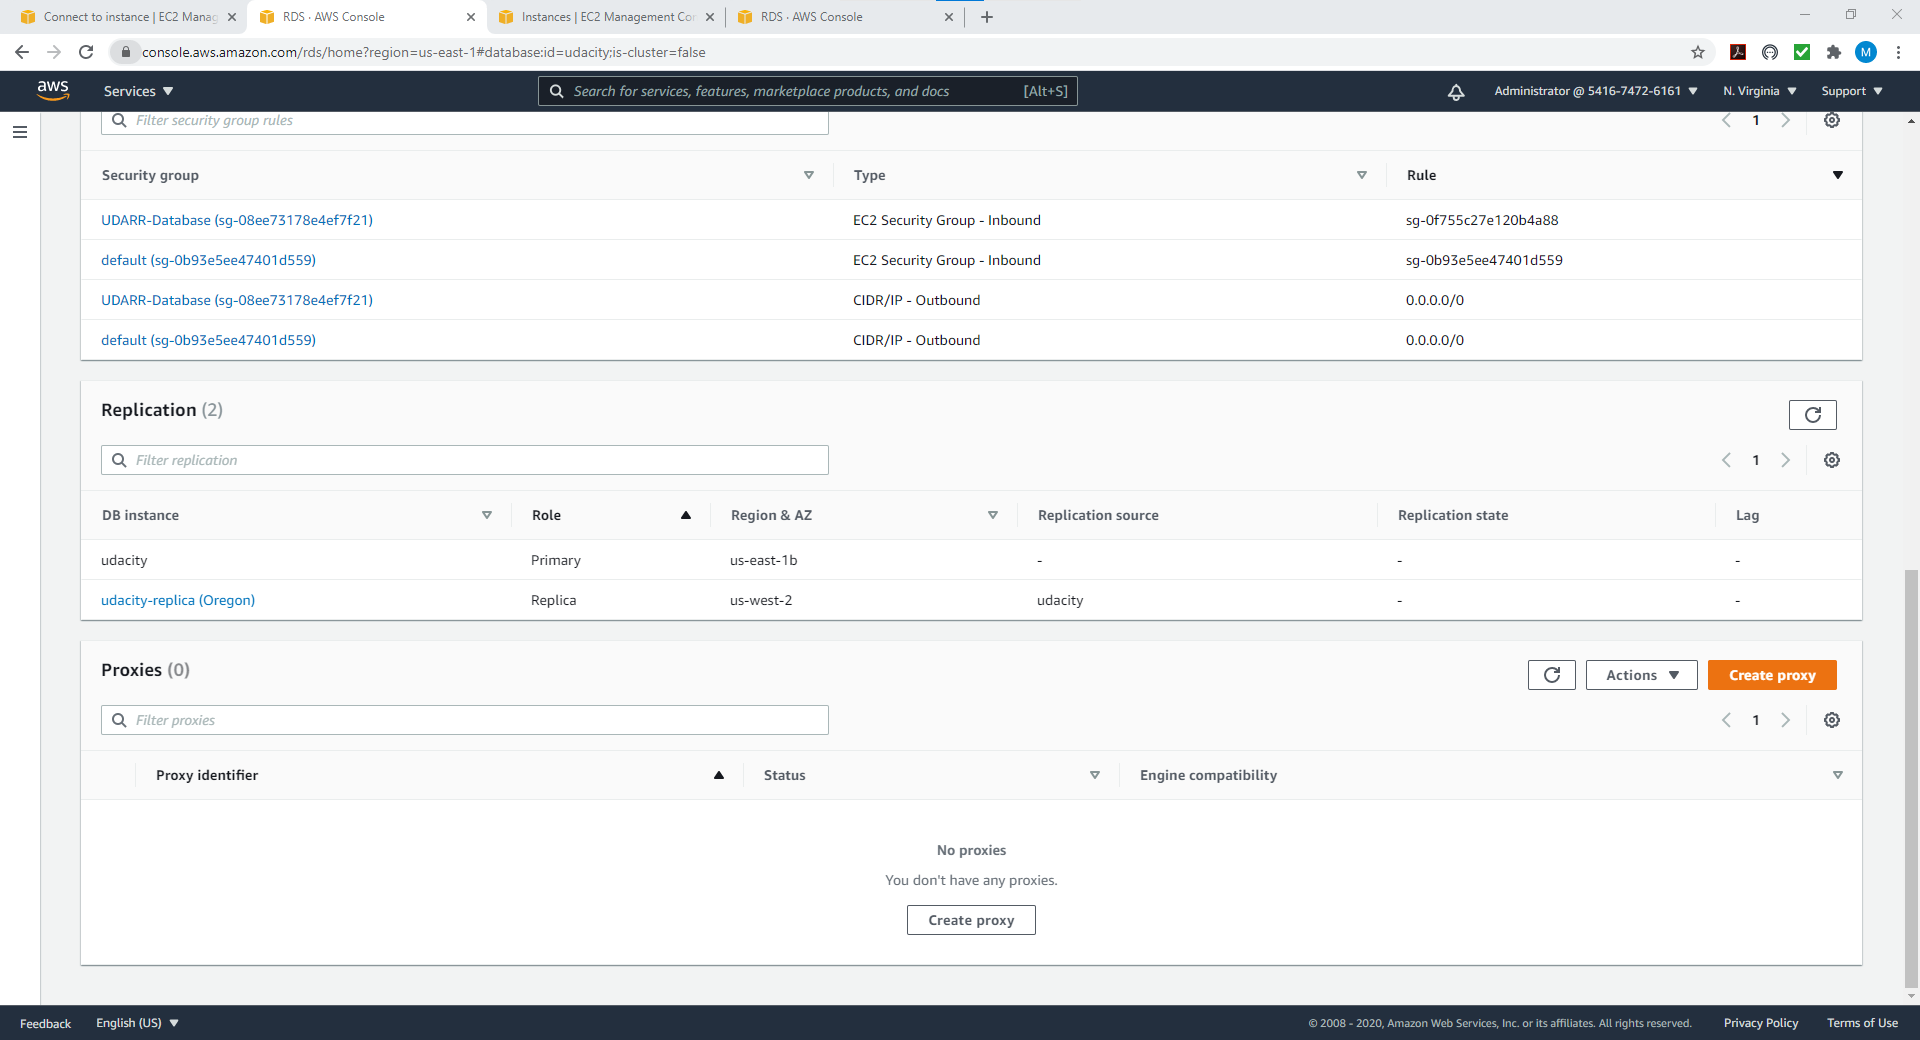 Connect to instance | EC2 Manag
RDS · AWS Console
Instances | EC2 Management Cor
RDS · AWS Console
console.aws.amazon.com/rds/home?region=us-east-1#database:id=udacity;is-cluster=false
M
aws
Services
Search for services, features, marketplace products, and docs
[Alt+S]
Administrator @ 5416-7472-6161
N. Virginia
Support
Filter security group rules
1
Security group
Type
Rule
UDARR-Database (sg-08ee73178e4ef7f21)
EC2 Security Group - Inbound
sg-0f755c27e120b4a88
default (sg-0b93e5ee47401d559)
EC2 Security Group - Inbound
sg-0b93e5ee47401d559
UDARR-Database (sg-08ee73178e4ef7f21)
CIDR/IP - Outbound
0.0.0.0/0
default (sg-0b93e5ee47401d559)
CIDR/IP - Outbound
0.0.0.0/0
Replication (2)
Filter replication
1
DB instance
Role
Region & AZ
Replication source
Replication state
Lag
udacity
Primary
us-east-1b
-
-
-
udacity-replica (Oregon)
Replica
us-west-2
udacity
-
-
Proxies (0)
Actions
Create proxy
Filter proxies
1
Proxy identifier
Status
Engine compatibility
No proxies
You don't have any proxies.
Create proxy
Feedback
English (US)
© 2008 - 2020, Amazon Web Services, Inc. or its affiliates. All rights reserved.
Privacy Policy
Terms of Use